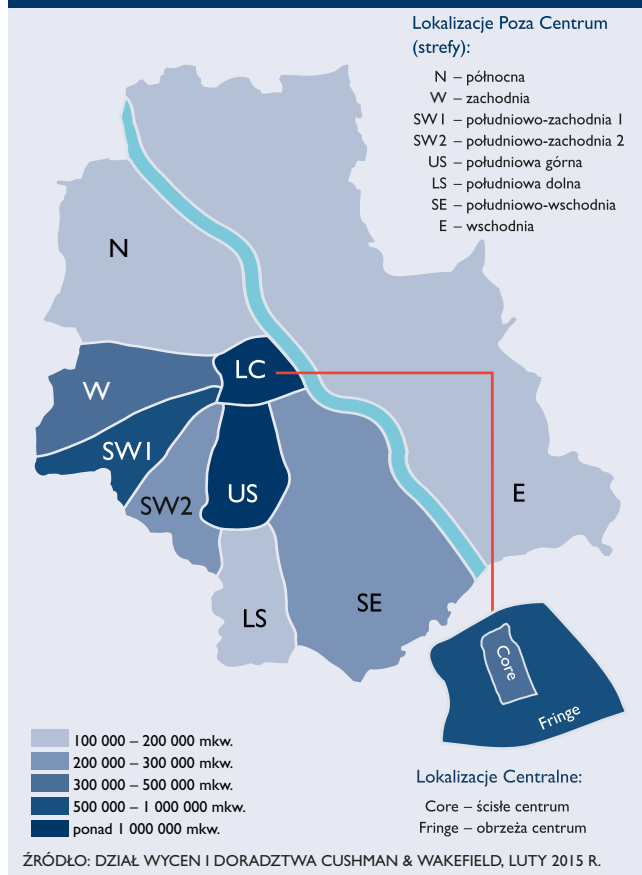 Lokalizacje Poza Centrum
(strefy):
N – północna
W – zachodnia
SW1 – południowo-zachodnia 1
SW2 – południowo-zachodnia 2
US – południowa górna
LS – południowa dolna
SE – południowo-wschodnia
E – wschodnia
N
LC
W
SW1
US
SW2
E
SE
LS
Core
Fringe
100 000 – 200 000 mkw.
200 000 – 300 000 mkw.
300 000 – 500 000 mkw.
500 000 – 1 000 000 mkw.
ponad 1 000 000 mkw.
Lokalizacje Centralne:
Core – ścisłe centrum
Fringe – obrzeża centrum
ŹRÓDŁO: DZIAŁ WYCEN I DORADZTWA CUSHMAN & WAKEFIELD, LUTY 2015 R.